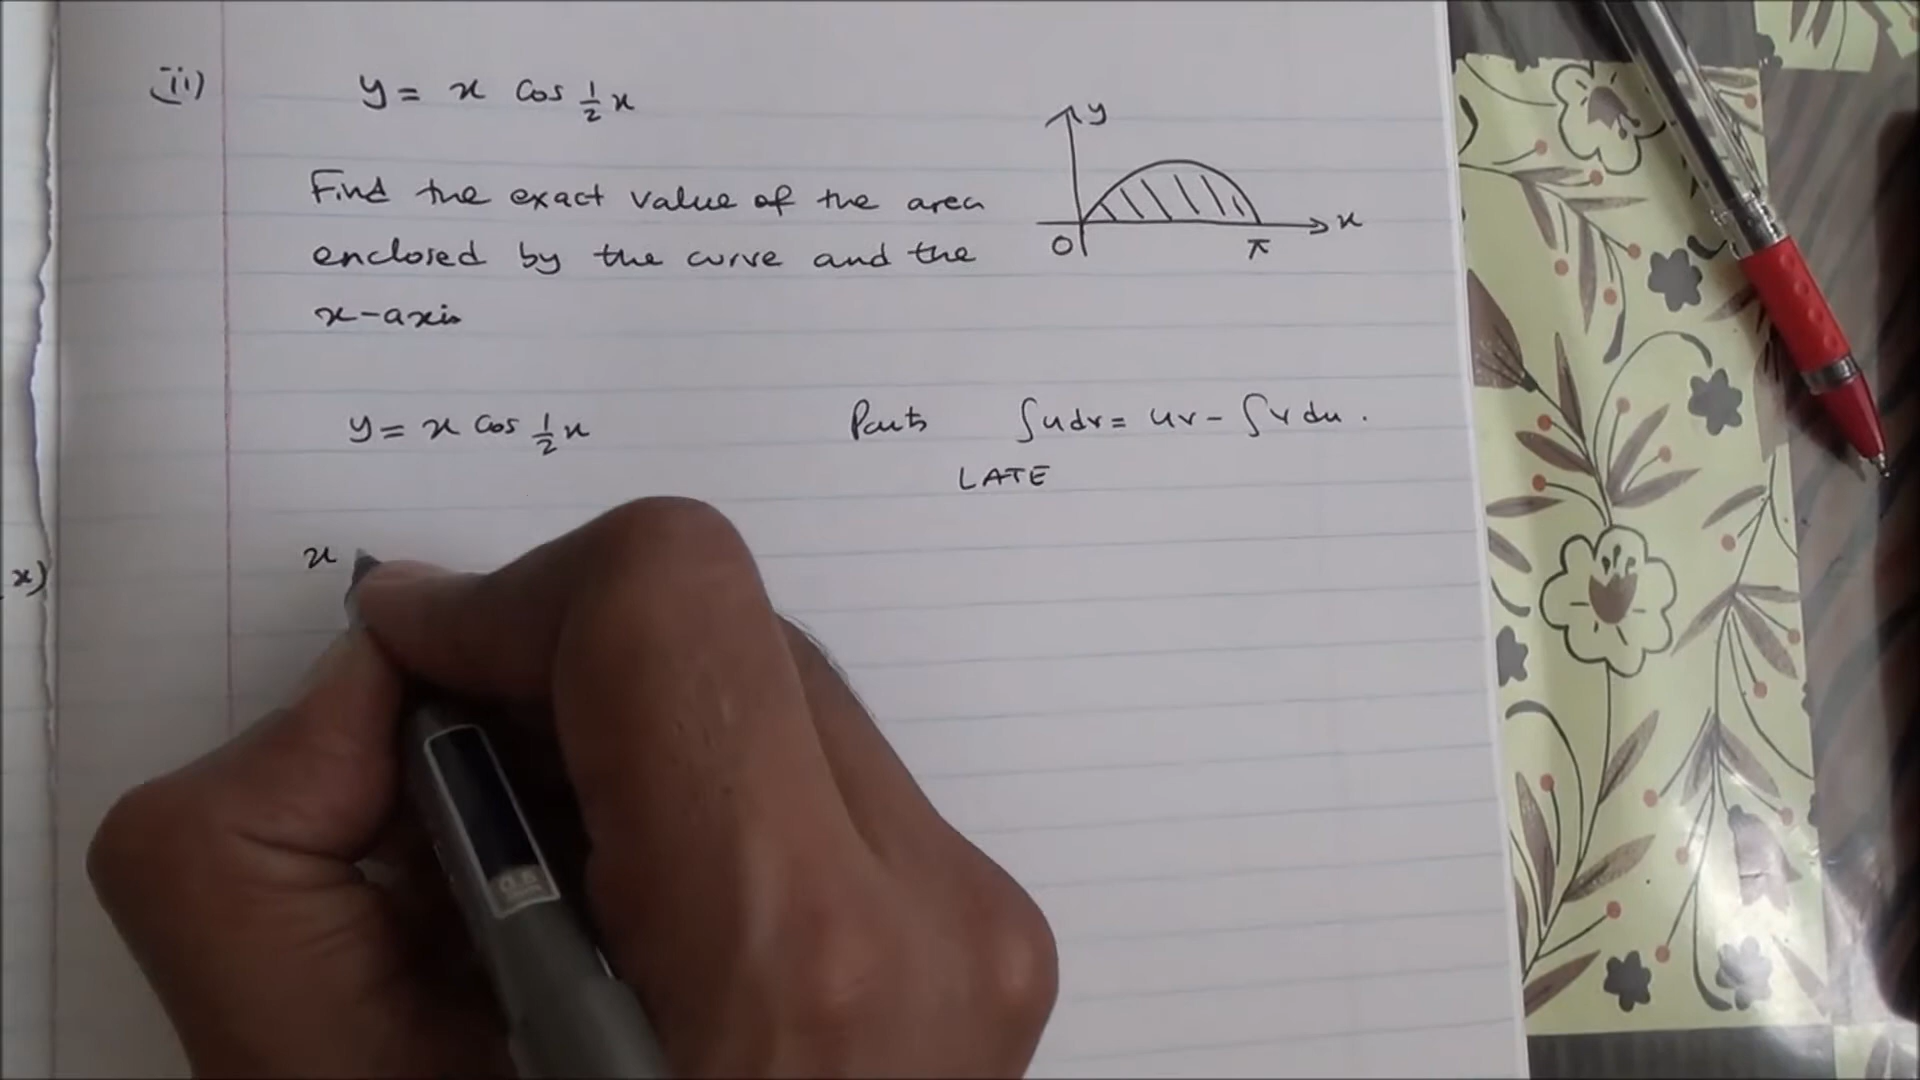 (ii) y = x cos ½x
y
Find the exact value of the area
enclosed by the curve and the
x-axis
0 π x
y = x cos ½x Parts ∫udv = uv - ∫v du.
LATE
x
x)